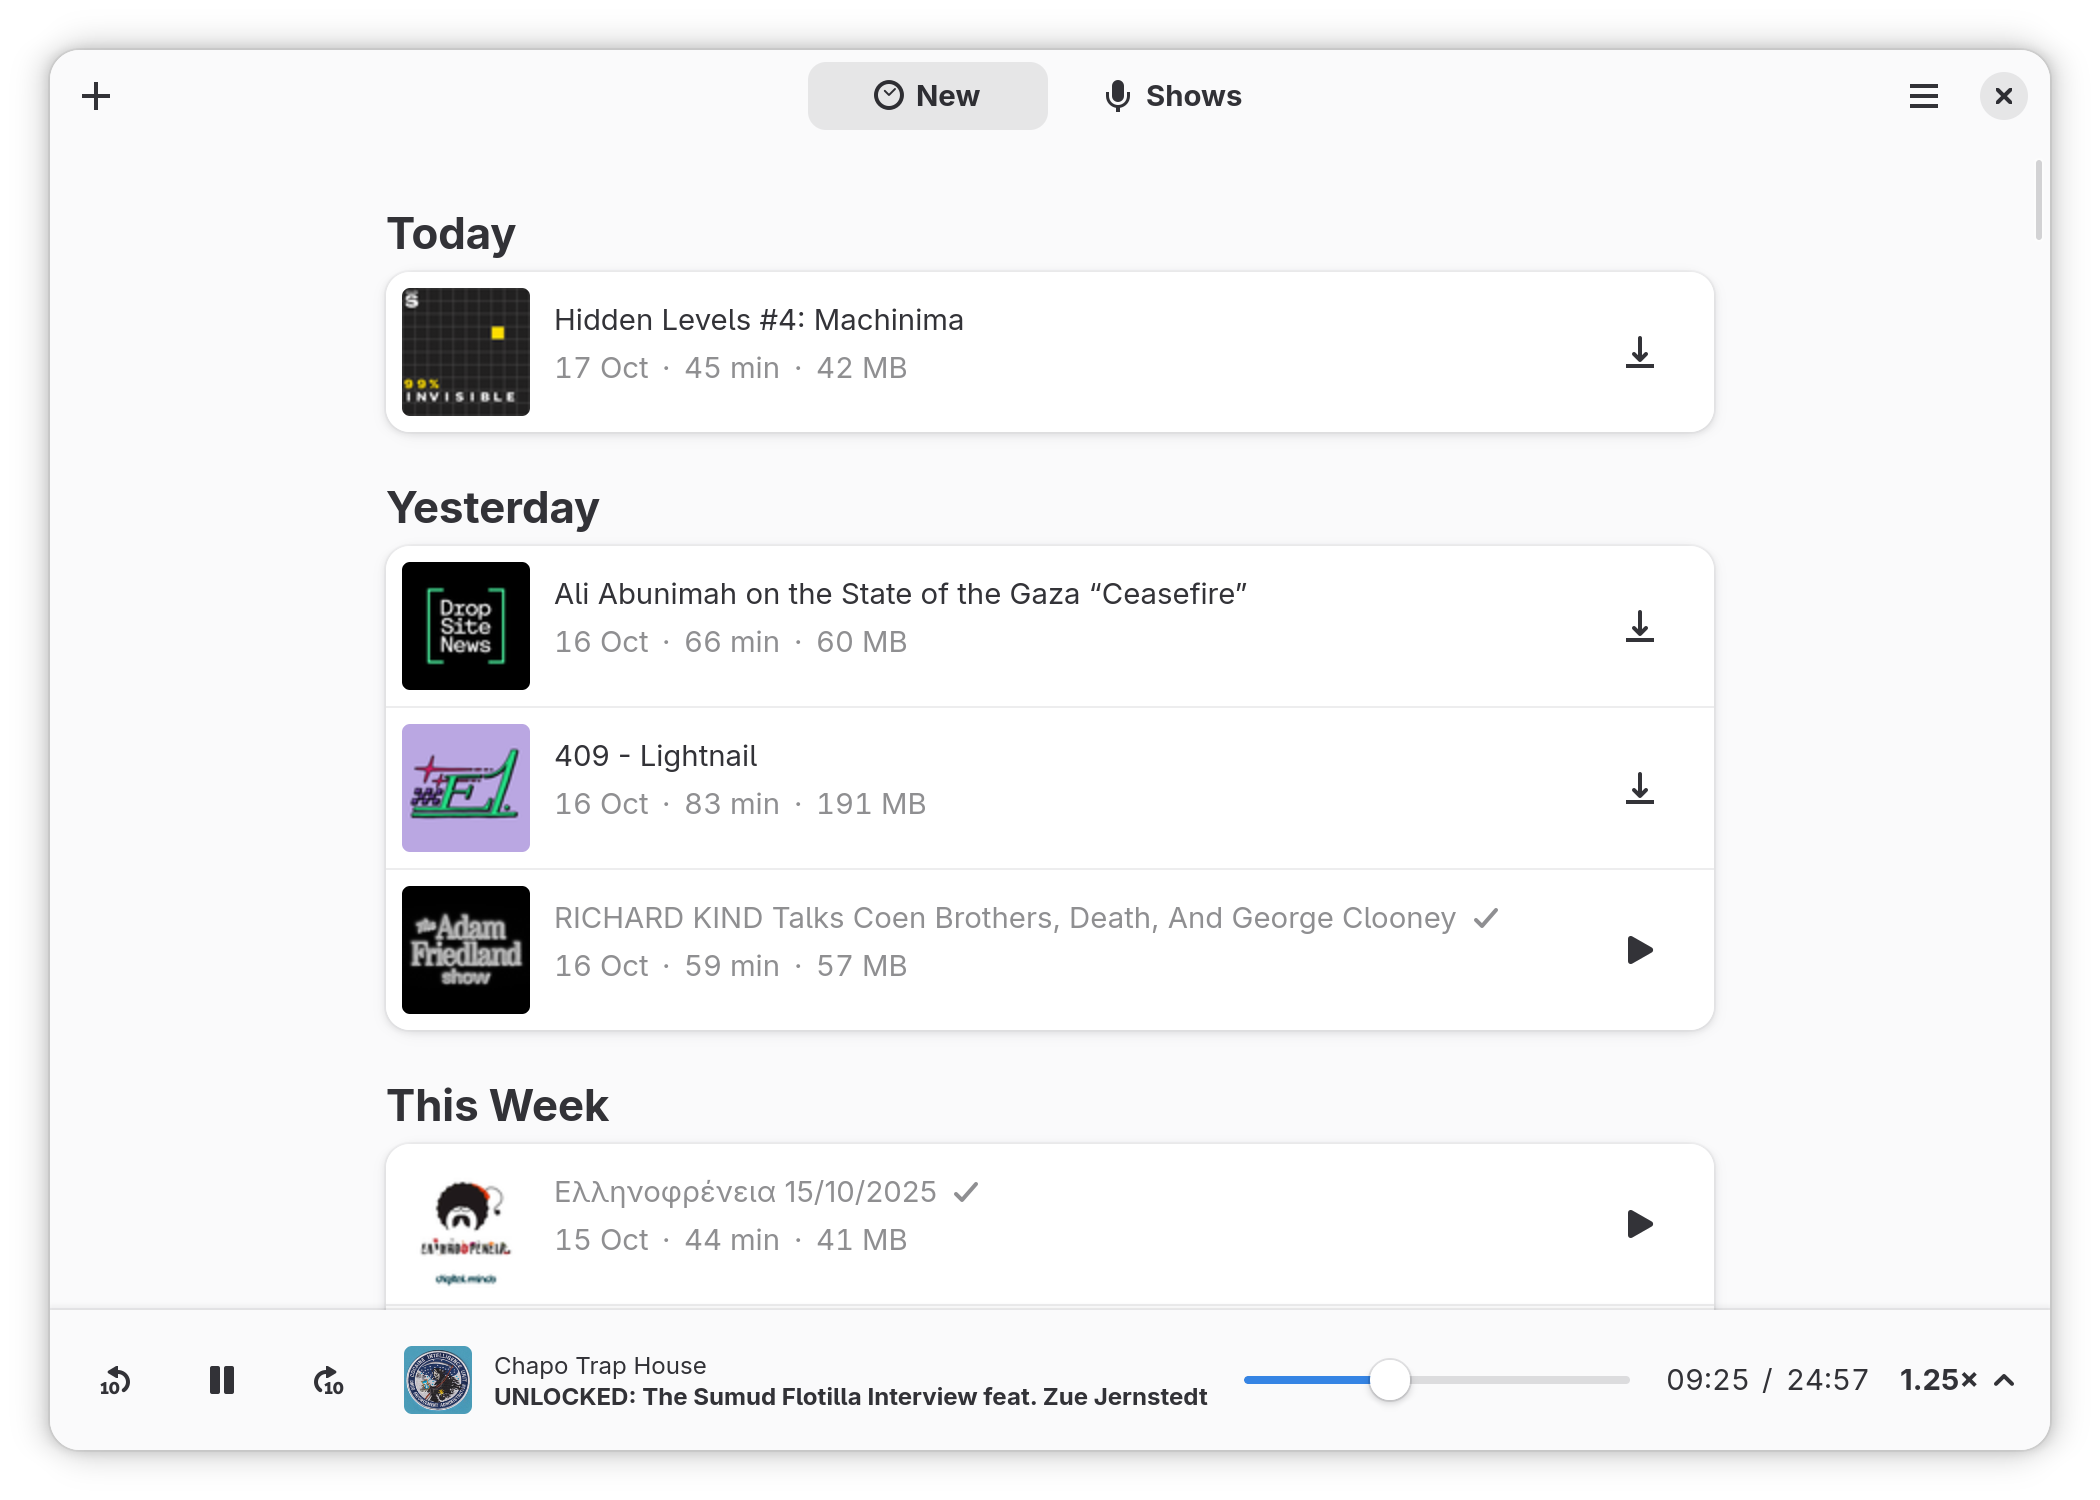 New
Shows
Today
S
99%
INVISIBLE
Hidden Levels #4: Machinima
17 Oct · 45 min · 42 MB
Yesterday
Drop
Site
News
Ali Abunimah on the State of the Gaza “Ceasefire”
16 Oct · 66 min · 60 MB
E1
409 - Lightnail
16 Oct · 83 min · 191 MB
the Adam
Friedland
show
RICHARD KIND Talks Coen Brothers, Death, And George Clooney
16 Oct · 59 min · 57 MB
This Week
digital minds
Ελληνοφρένεια 15/10/2025
15 Oct · 44 min · 41 MB
10
10
Chapo Trap House
UNLOCKED: The Sumud Flotilla Interview feat. Zue Jernstedt
09:25 / 24:57
1.25×